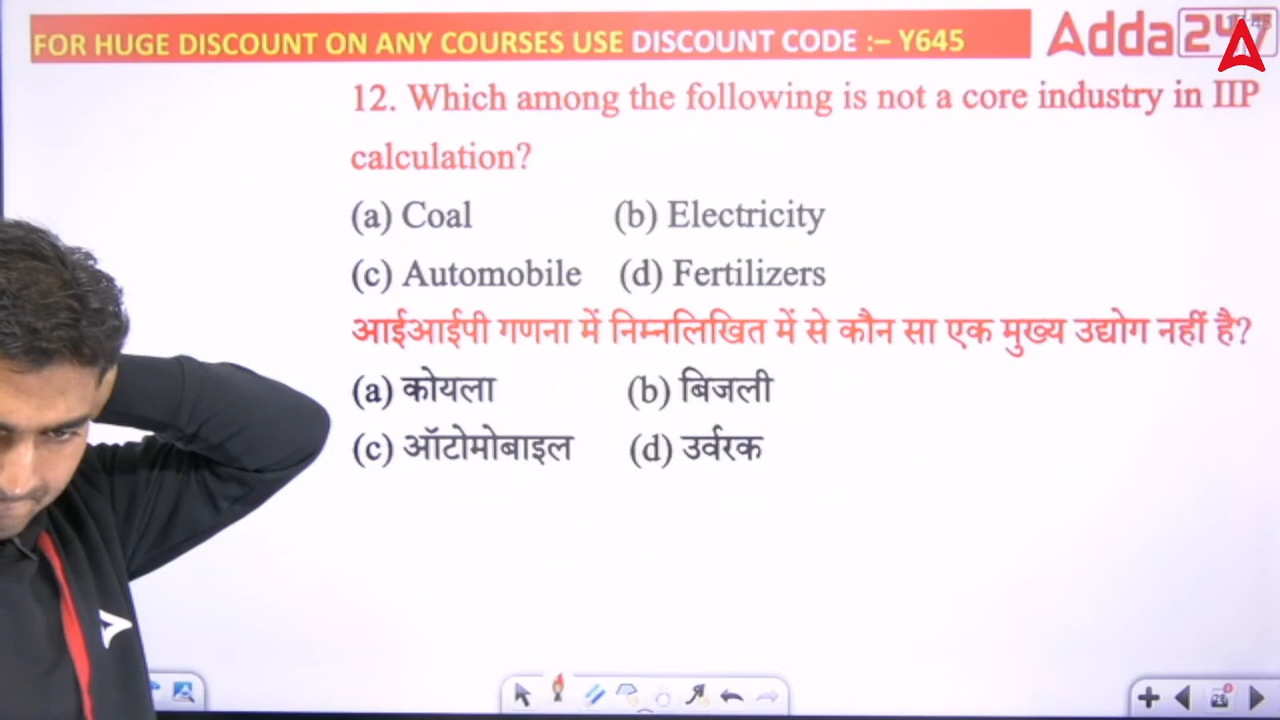 FOR HUGE DISCOUNT ON ANY COURSES USE DISCOUNT CODE :– Y645
Adda247
12. Which among the following is not a core industry in IIP
calculation?
(a) Coal (b) Electricity
(c) Automobile (d) Fertilizers
आईआईपी गणना में निम्नलिखित में से कौन सा एक मुख्य उद्योग नहीं है?
(a) कोयला (b) बिजली
(c) ऑटोमोबाइल (d) उर्वरक